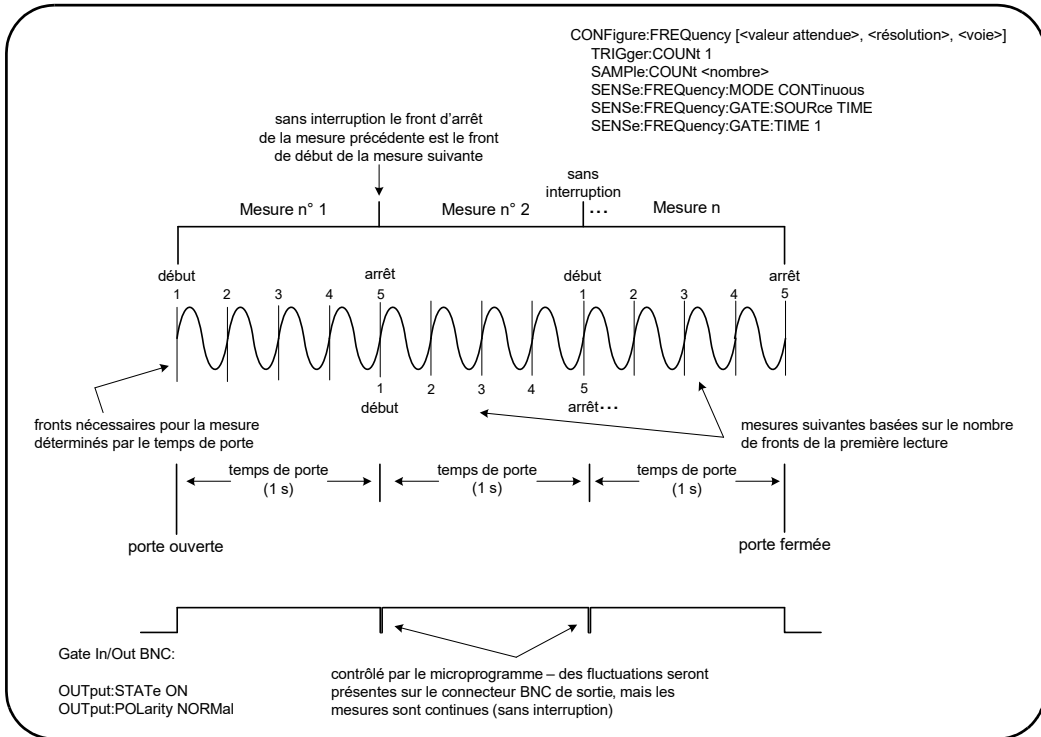 CONFigure:FREQuency [<valeur attendue>, <résolution>, <voie>]
TRIGger:COUNt 1
SAMPle:COUNt <nombre>
SENSe:FREQuency:MODE CONTinuous
SENSe:FREQuency:GATE:SOURce TIME
SENSe:FREQuency:GATE:TIME 1
sans interruption le front d'arrêt
de la mesure précédente est le front
de début de la mesure suivante
sans
interruption
Mesure n° 1
Mesure n° 2
...
Mesure n
début
arrêt
début
arrêt
1 2 3 4 5 1 2 3 4 5
1 2 3 4 5
début
arrêt...
fronts nécessaires pour la mesure
déterminés par le temps de porte
mesures suivantes basées sur le nombre
de fronts de la première lecture
temps de porte
(1 s)
temps de porte
(1 s)
temps de porte
(1 s)
porte ouverte
porte fermée
Gate In/Out BNC:
OUTput:STATe ON
OUTput:POLarity NORMal
contrôlé par le microprogramme – des fluctuations seront
présentes sur le connecteur BNC de sortie, mais les
mesures sont continues (sans interruption)